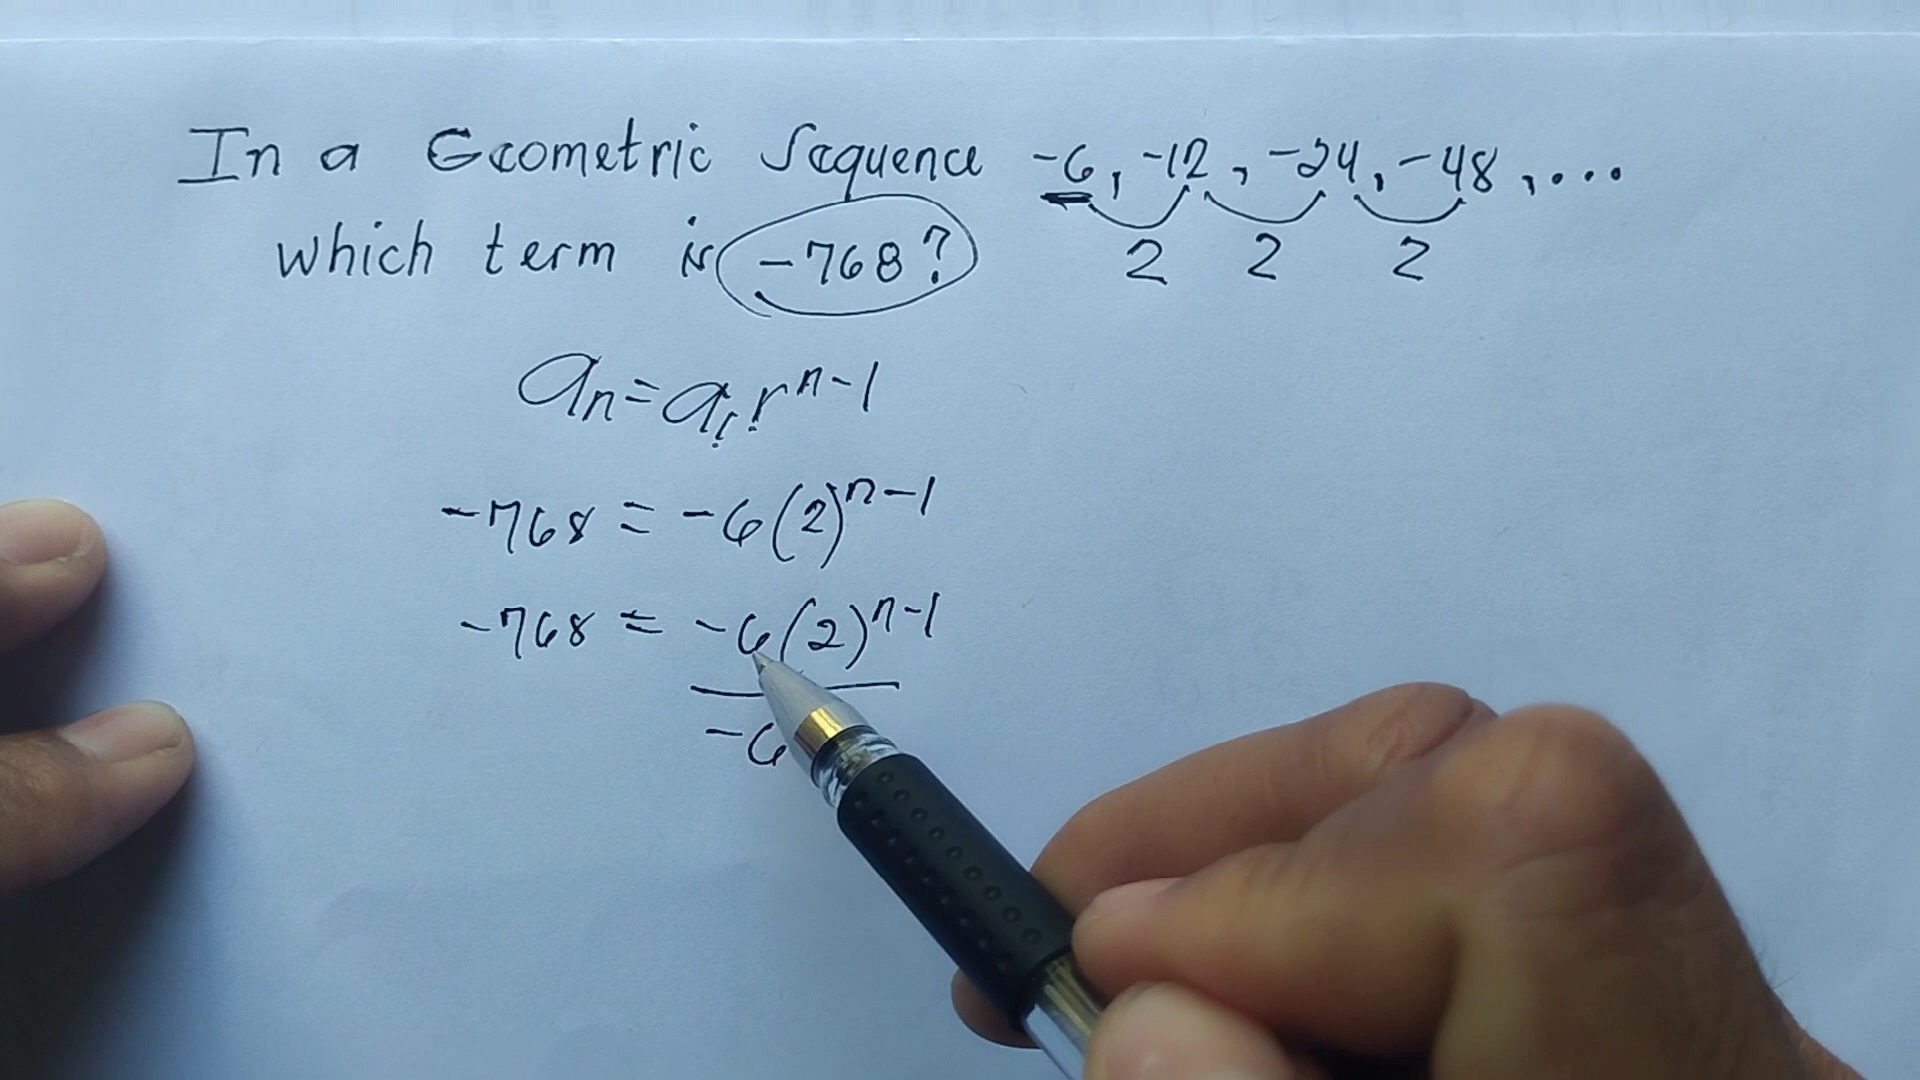 In a Geometric Sequence -6, -12, -24, -48, ....
which term is -768?
2 2 2
aₙ = a₁rⁿ⁻¹
-768 = -6(2)ⁿ⁻¹
-768 = -6(2)ⁿ⁻¹
-6